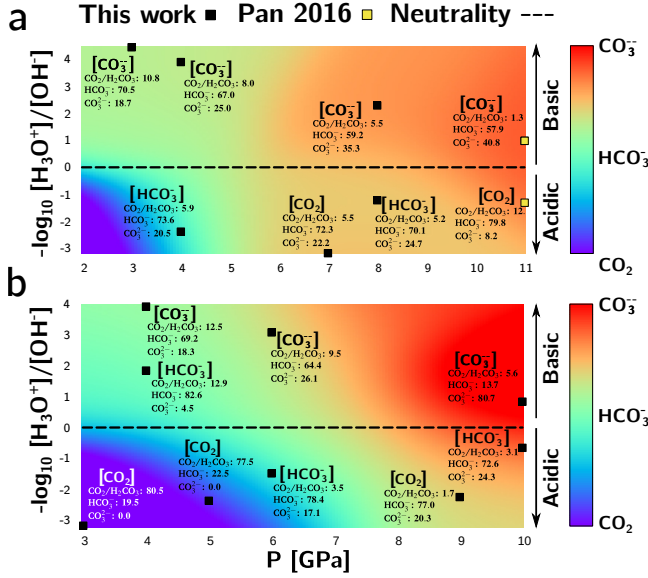 This work Pan 2016 Neutrality
a
-log₁₀ [H₃O⁺]/[OH⁻]
4
3
2
1
0
-1
-2
-3
[CO₃⁻⁻]
CO₂/H₂CO₃: 10.8
HCO₃⁻: 70.5
CO₃²⁻: 18.7
[CO₃⁻⁻]
CO₂/H₂CO₃: 8.0
HCO₃⁻: 67.0
CO₃²⁻: 25.0
[CO₃⁻⁻]
CO₂/H₂CO₃: 5.5
HCO₃⁻: 59.2
CO₃²⁻: 35.3
[CO₃⁻⁻]
CO₂/H₂CO₃: 1.3
HCO₃⁻: 57.9
CO₃²⁻: 40.8
[HCO₃⁻]
CO₂/H₂CO₃: 5.9
HCO₃⁻: 73.6
CO₃²⁻: 20.5
[CO₂]
CO₂/H₂CO₃: 5.5
HCO₃⁻: 72.3
CO₃²⁻: 22.2
[HCO₃⁻]
CO₂/H₂CO₃: 5.2
HCO₃⁻: 70.1
CO₃²⁻: 24.7
[CO₂]
CO₂/H₂CO₃: 12.
HCO₃⁻: 79.8
CO₃²⁻: 8.2
Basic
Acidic
CO₃⁻⁻
HCO₃⁻
CO₂
2 3 4 5 6 7 8 9 10 11
b
-log₁₀ [H₃O⁺]/[OH⁻]
4
3
2
1
0
-1
-2
-3
[CO₃⁻⁻]
CO₂/H₂CO₃: 12.5
HCO₃⁻: 69.2
CO₃²⁻: 18.3
[HCO₃⁻]
CO₂/H₂CO₃: 12.9
HCO₃⁻: 82.6
CO₃²⁻: 4.5
[CO₃⁻⁻]
CO₂/H₂CO₃: 9.5
HCO₃⁻: 64.4
CO₃²⁻: 26.1
[CO₃⁻⁻]
CO₂/H₂CO₃: 5.6
HCO₃⁻: 13.7
CO₃²⁻: 80.7
[CO₂]
CO₂/H₂CO₃: 80.5
HCO₃⁻: 19.5
CO₃²⁻: 0.0
[CO₂]
CO₂/H₂CO₃: 77.5
HCO₃⁻: 22.5
CO₃²⁻: 0.0
[HCO₃⁻]
CO₂/H₂CO₃: 3.5
HCO₃⁻: 78.4
CO₃²⁻: 17.1
[CO₂]
CO₂/H₂CO₃: 1.7
HCO₃⁻: 77.0
CO₃²⁻: 20.3
[HCO₃⁻]
CO₂/H₂CO₃: 3.1
HCO₃⁻: 72.6
CO₃²⁻: 24.3
Basic
Acidic
CO₃⁻⁻
HCO₃⁻
CO₂
3 4 5 6 7 8 9 10
P [GPa]